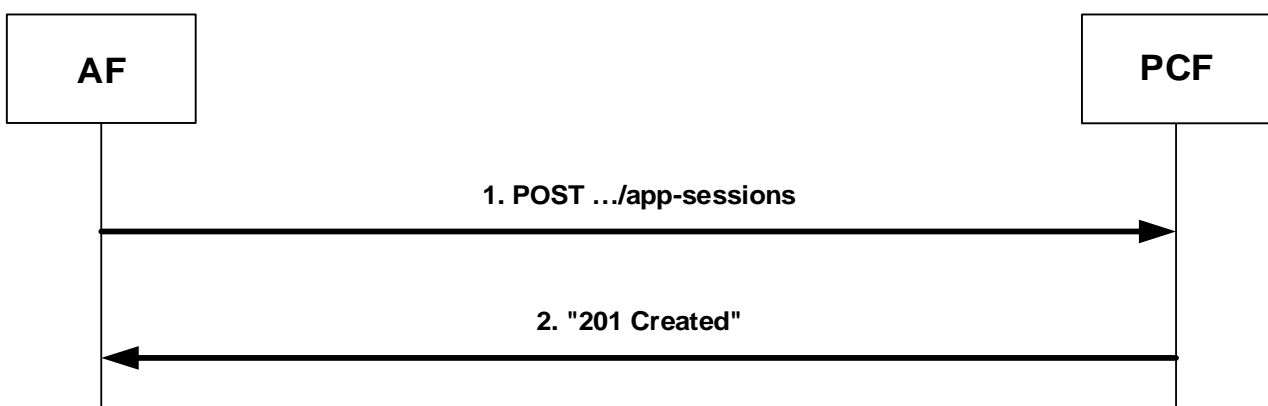 AF
PCF
1. POST …/app-sessions
2. "201 Created"